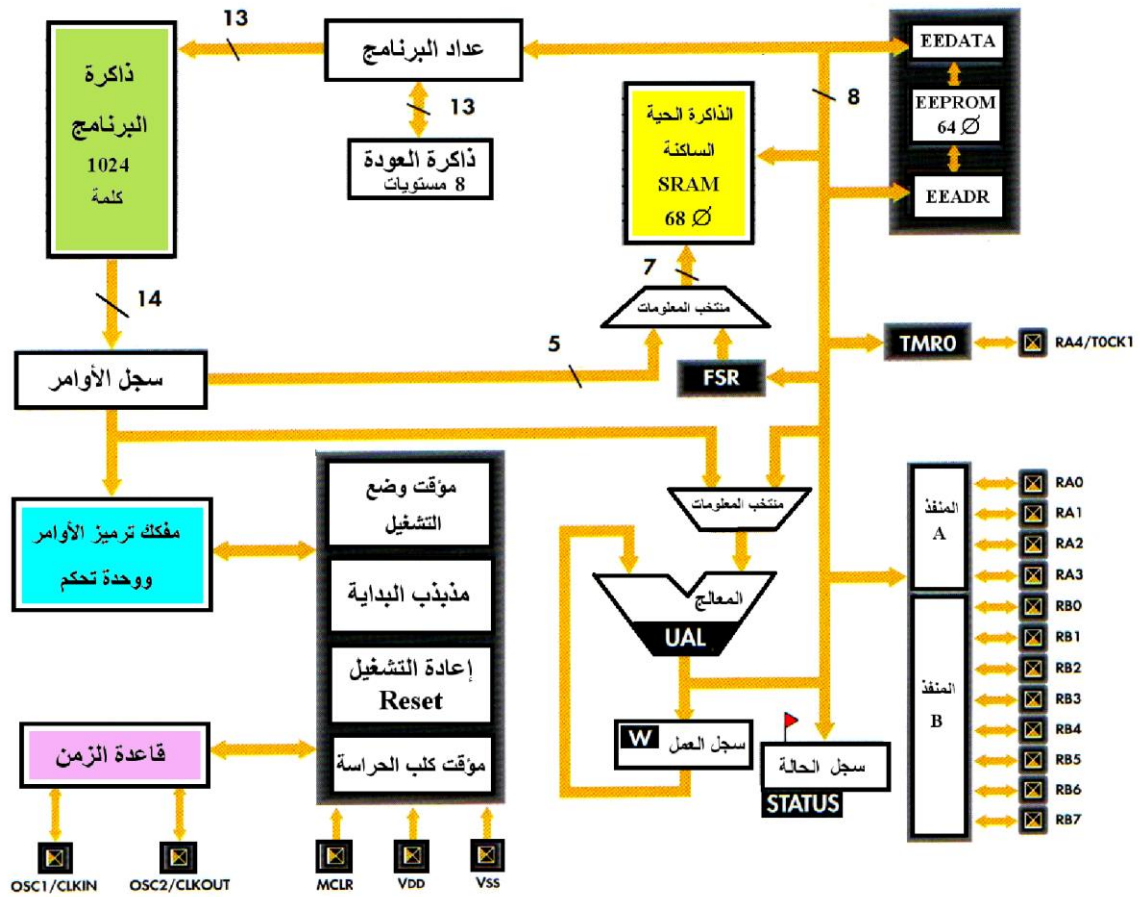 13
عداد البرنامج
13
ذاكرة العودة
8 مستويات
ذاكرة
البرنامج
1024
كلمة
14
الذاكرة الحية
الساكنة
SRAM
68 Ø
7
منتخب المعلومات
8
EEDATA
EEPROM
64 Ø
EEADR
TMR0
RA4/T0CK1
سجل الأوامر
5
FSR
مفكك ترميز الأوامر
ووحدة تحكم
مؤقت وضع
التشغيل
مذبذب البداية
إعادة التشغيل
Reset
مؤقت كلب الحراسة
قاعدة الزمن
OSC1/CLKIN
OSC2/CLKOUT
MCLR
VDD
VSS
منتخب المعلومات
المعالج
UAL
سجل العمل W
سجل الحالة
STATUS
المنفذ
A
المنفذ
B
RA0
RA1
RA2
RA3
RB0
RB1
RB2
RB3
RB4
RB5
RB6
RB7